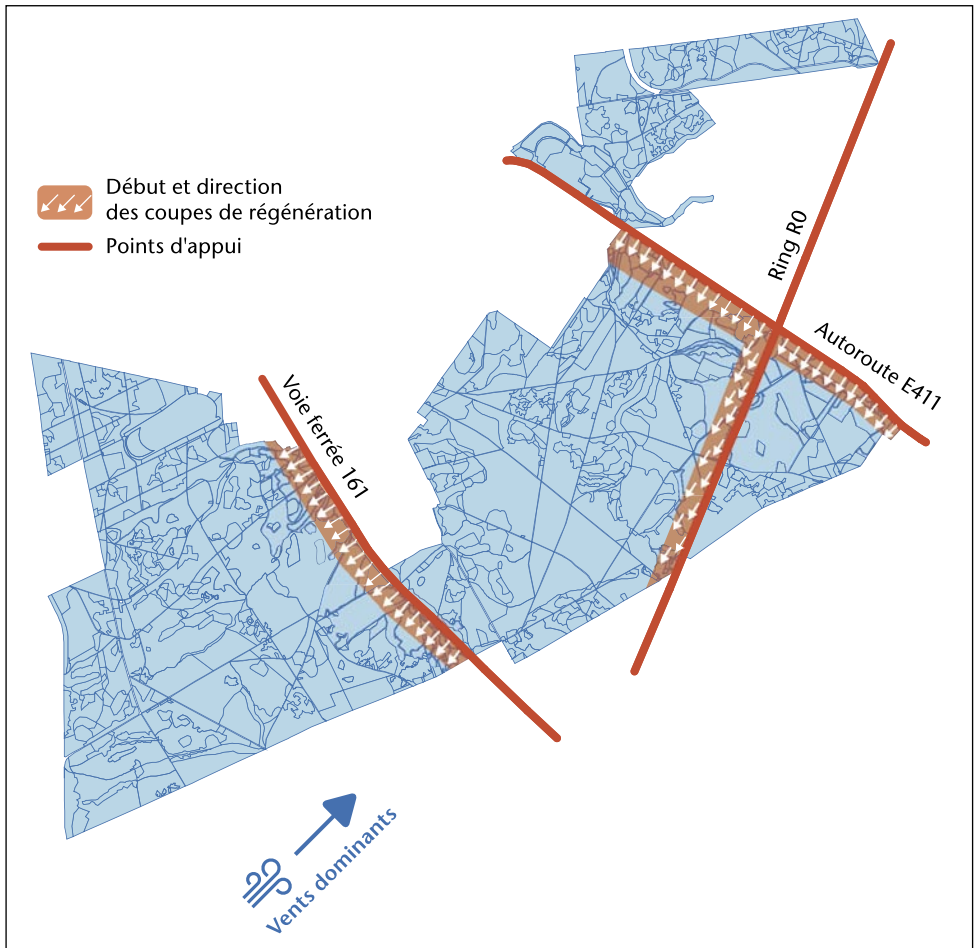 Début et direction
des coupes de régénération
Points d'appui
Ring R0
Autoroute E411
Voie ferrée 161
Vents dominants